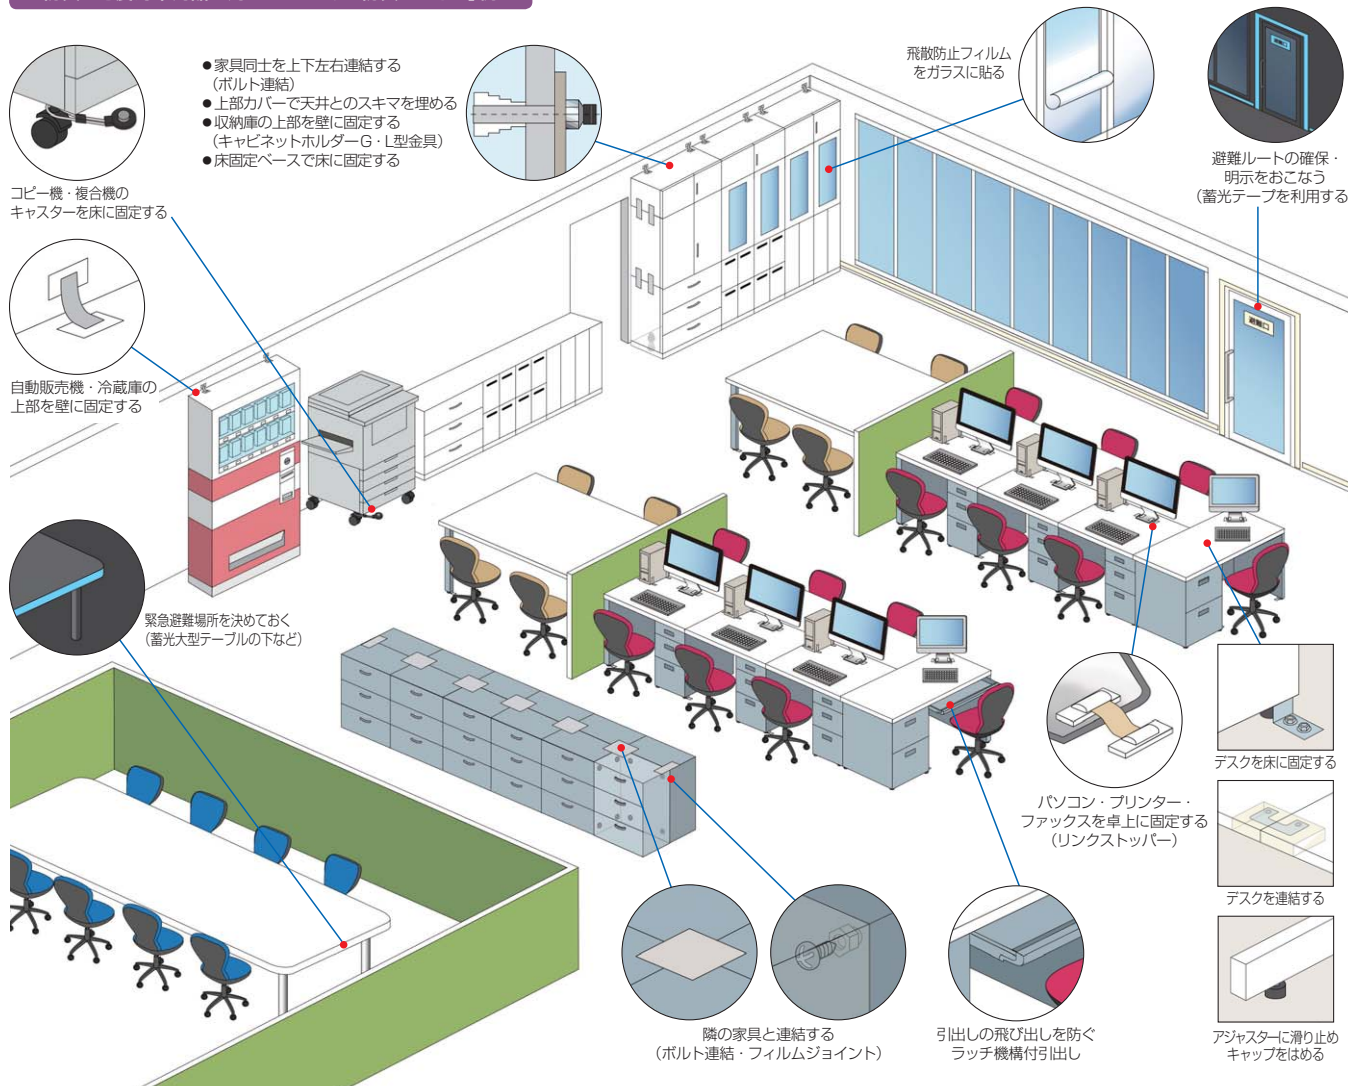 ● 家具同士を上下左右連結する
(ボルト連結)
● 上部カバーで天井とのスキマを埋める
● 収納庫の上部を壁に固定する
(キャビネットホルダーG・L型金具)
● 床固定ベースで床に固定する
飛散防止フィルム
をガラスに貼る
避難ルートの確保・
明示をおこなう
(蓄光テープを利用する
コピー機・複合機の
キャスターを床に固定する
自動販売機・冷蔵庫の
上部を壁に固定する
緊急避難場所を決めておく
(蓄光大型テーブルの下など)
デスクを床に固定する
パソコン・プリンター・
ファックスを卓上に固定する
(リンクストッパー)
デスクを連結する
隣の家具と連結する
(ボルト連結・フィルムジョイント)
引出しの飛び出しを防ぐ
ラッチ機構付引出し
アジャスターに滑り止め
キャップをはめる